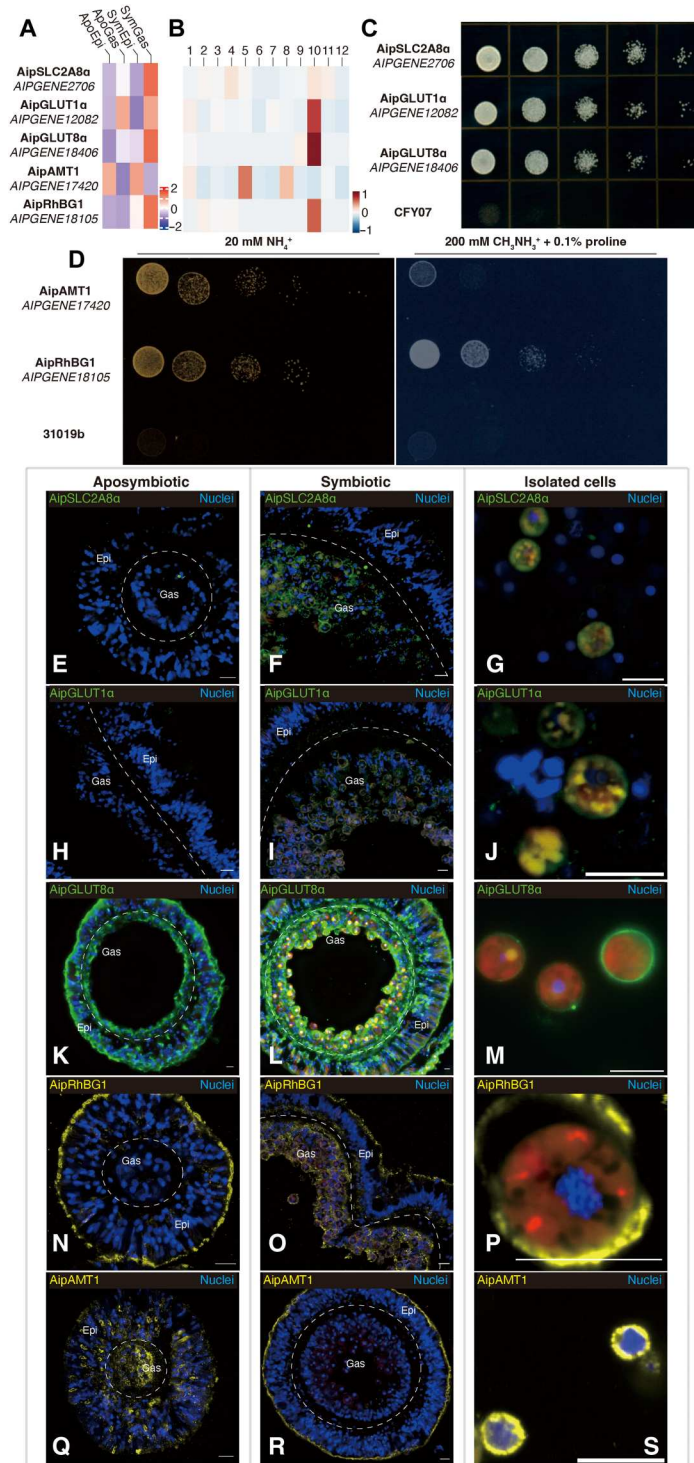 A
ApoEpi
ApoGas
SymEpi
SymGas
B
1 2 3 4 5 6 7 8 9 10 11 12
C
AipSLC2A8α
AIPGENE2706
AipGLUT1α
AIPGENE12082
AipGLUT8α
AIPGENE18406
AipAMT1
AIPGENE17420
AipRhBG1
AIPGENE18105
2
0
-2
1
0
-1
AipSLC2A8α
AIPGENE2706
AipGLUT1α
AIPGENE12082
AipGLUT8α
AIPGENE18406
CFY07
D
20 mM NH₄⁺
200 mM CH₃NH₃⁺ + 0.1% proline
AipAMT1
AIPGENE17420
AipRhBG1
AIPGENE18105
31019b
Aposymbiotic
Symbiotic
Isolated cells
AipSLC2A8α Nuclei
Epi
Gas
E
AipSLC2A8α Nuclei
Epi
Gas
F
AipSLC2A8α Nuclei
G
AipGLUT1α Nuclei
Epi
Gas
H
AipGLUT1α Nuclei
Epi
Gas
I
AipGLUT1α Nuclei
J
AipGLUT8α Nuclei
Gas
Epi
K
AipGLUT8α Nuclei
Gas
Epi
L
AipGLUT8α Nuclei
M
AipRhBG1 Nuclei
Gas
Epi
N
AipRhBG1 Nuclei
Epi
Gas
O
AipRhBG1 Nuclei
P
AipAMT1 Nuclei
Epi
Gas
Q
AipAMT1 Nuclei
Epi
Gas
R
AipAMT1 Nuclei
S